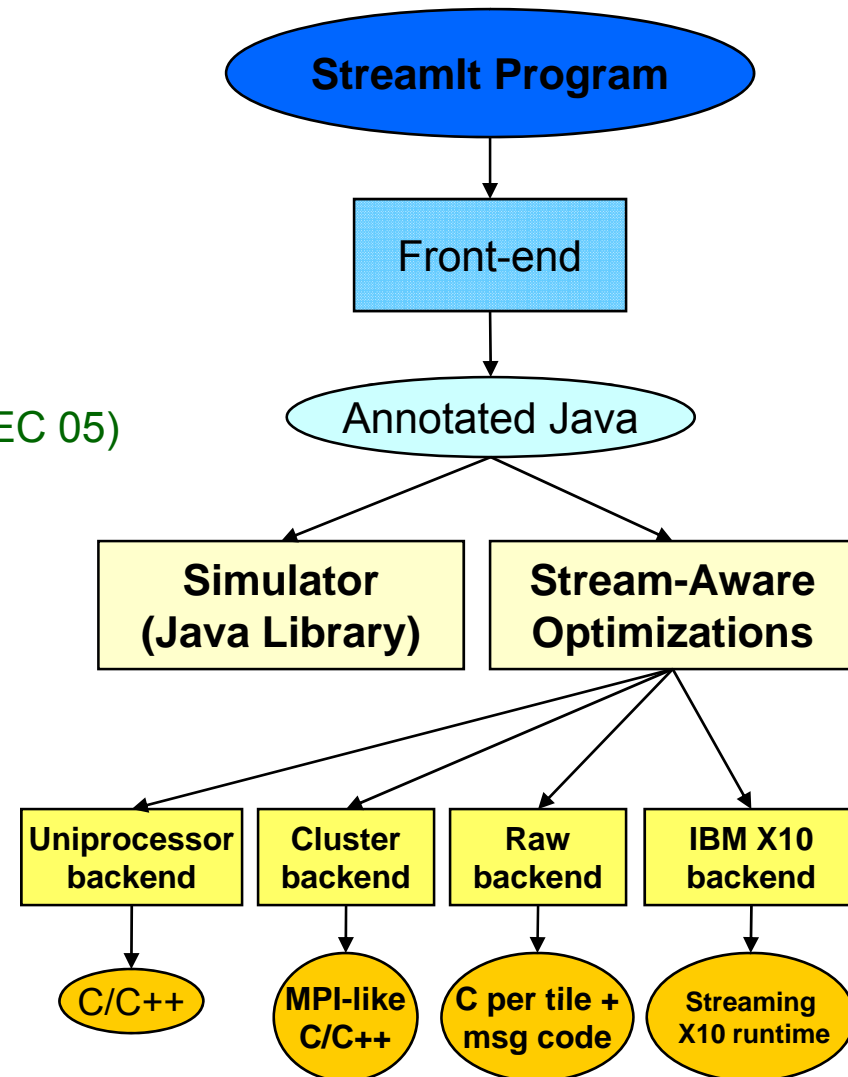 StreamIt Program
Front-end
EC 05)
Annotated Java
Simulator
(Java Library)
Stream-Aware
Optimizations
Uniprocessor
backend
Cluster
backend
Raw
backend
IBM X10
backend
C/C++
MPI-like
C/C++
C per tile +
msg code
Streaming
X10 runtime